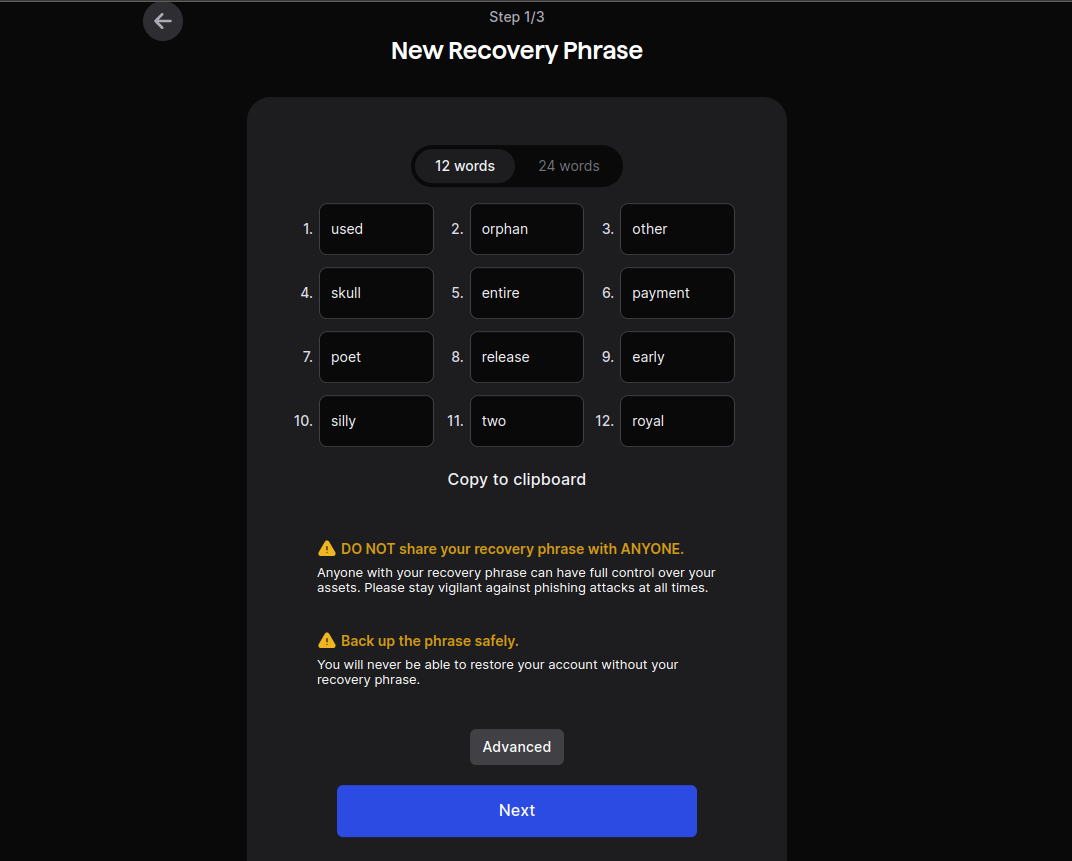 Step 1/3
New Recovery Phrase
12 words 24 words
1. used 2. orphan 3. other
4. skull 5. entire 6. payment
7. poet 8. release 9. early
10. silly 11. two 12. royal
Copy to clipboard
DO NOT share your recovery phrase with ANYONE.
Anyone with your recovery phrase can have full control over your
assets. Please stay vigilant against phishing attacks at all times.
Back up the phrase safely.
You will never be able to restore your account without your
recovery phrase.
Advanced
Next